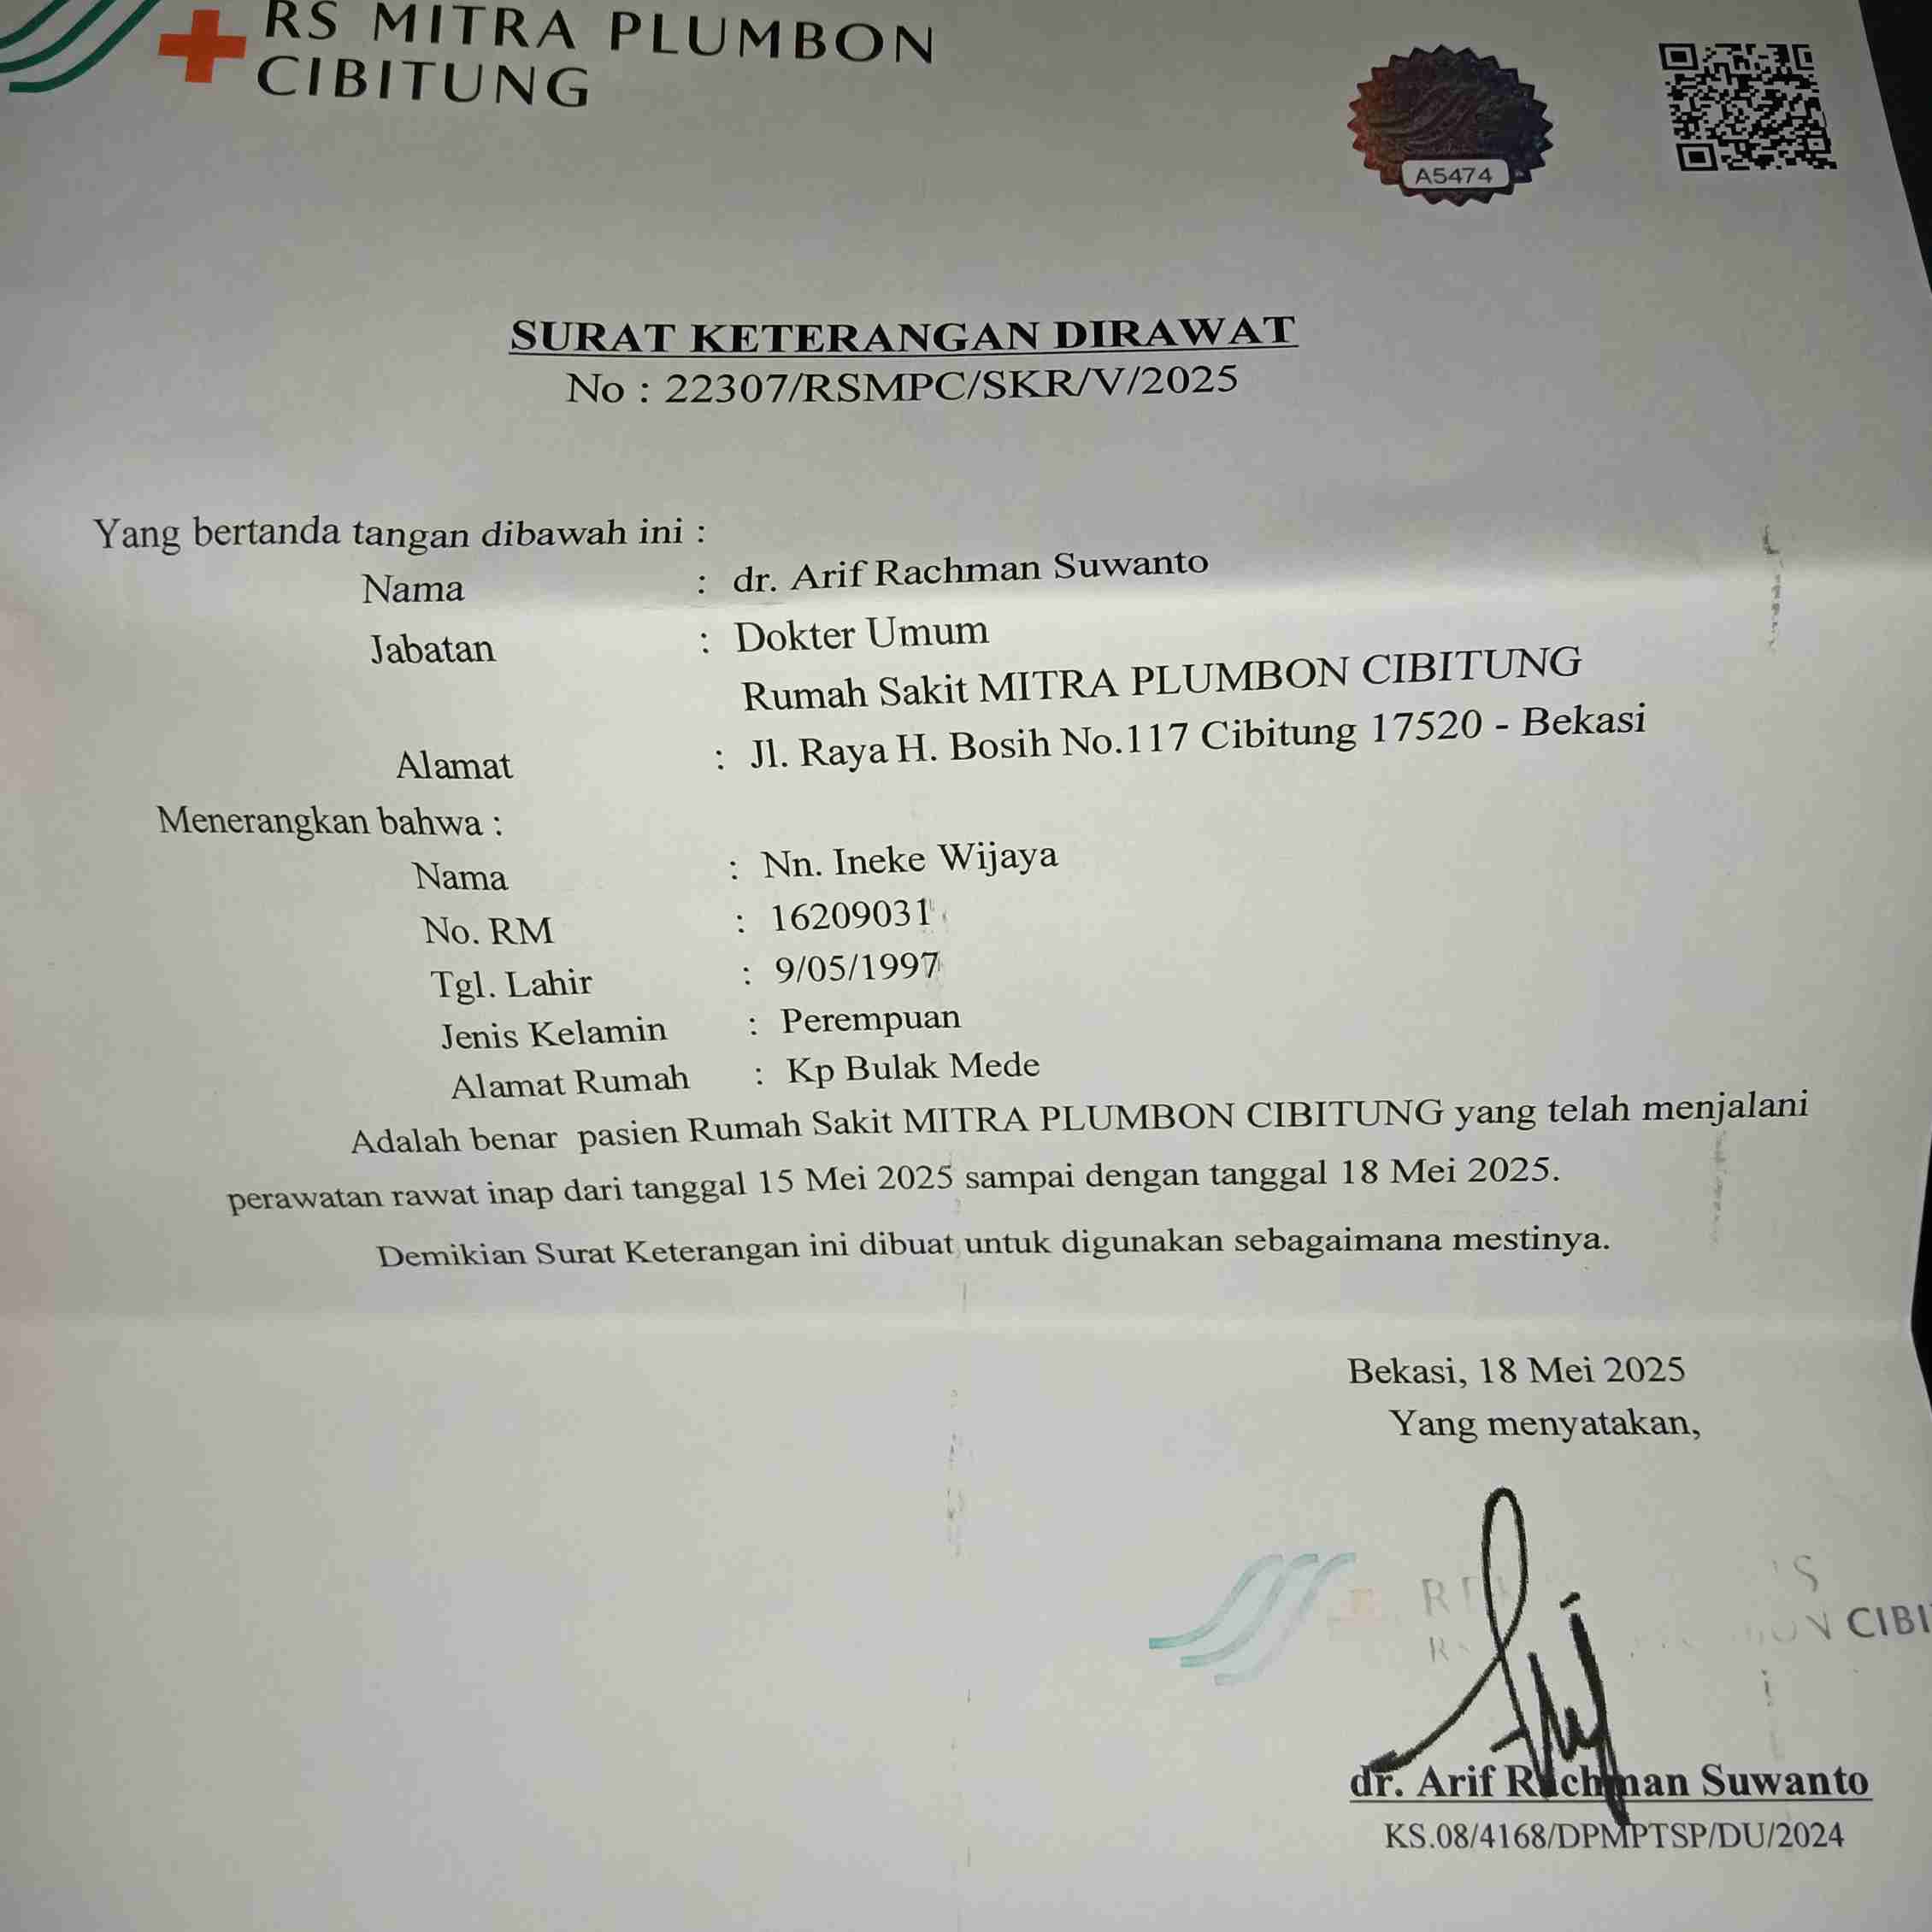 RS MITRA PLUMBON
CIBITUNG
A5474
SURAT KETERANGAN DIRAWAT
No : 22307/RSMPC/SKR/V/2025
Yang bertanda tangan dibawah ini :
Nama : dr. Arif Rachman Suwanto
Jabatan : Dokter Umum
Rumah Sakit MITRA PLUMBON CIBITUNG
Alamat : Jl. Raya H. Bosih No.117 Cibitung 17520 - Bekasi
Menerangkan bahwa :
Nama : Nn. Ineke Wijaya
No. RM : 16209031
Tgl. Lahir : 9/05/1997
Jenis Kelamin : Perempuan
Alamat Rumah : Kp Bulak Mede
Adalah benar pasien Rumah Sakit MITRA PLUMBON CIBITUNG yang telah menjalani
perawatan rawat inap dari tanggal 15 Mei 2025 sampai dengan tanggal 18 Mei 2025.
Demikian Surat Keterangan ini dibuat untuk digunakan sebagaimana mestinya.
Bekasi, 18 Mei 2025
Yang menyatakan,
CIBI
dr. Arif Rachman Suwanto
KS.08/4168/DPMPTSP/DU/2024